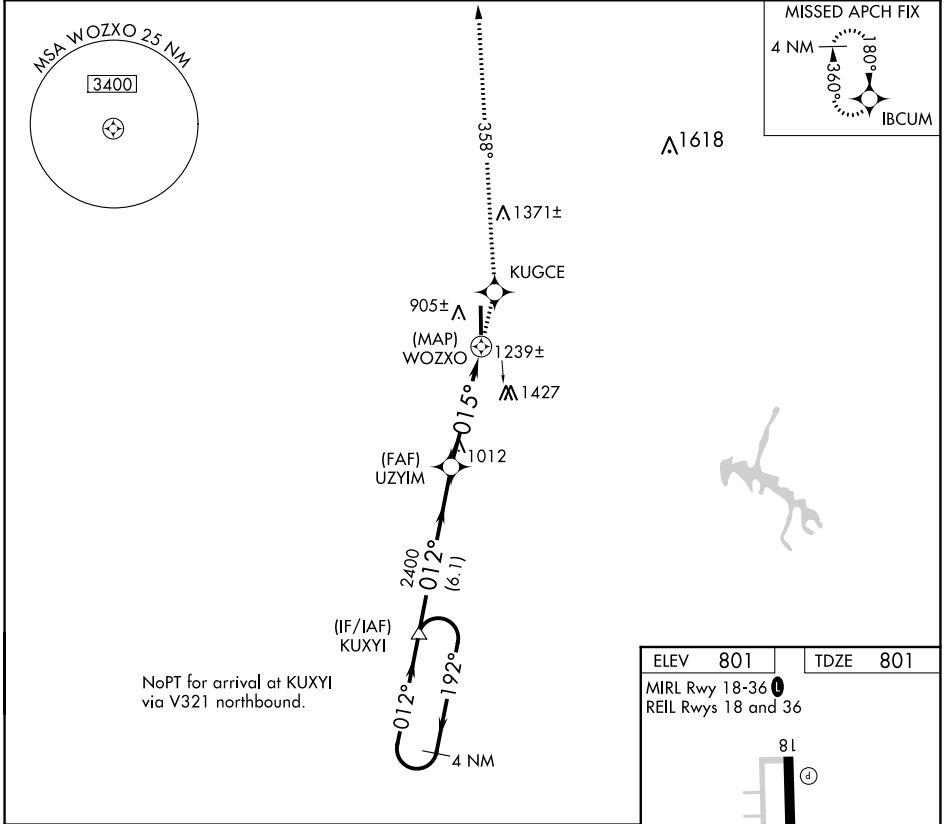 MSA WOZXO 25 NM
3400
MISSED APCH FIX
4 NM
180°
360°
IBCUM
358°
1618
1371±
KUGCE
905±
(MAP)
WOZXO
1239±
1427
015°
(FAF)
UZYIM
1012
2400
012°
(6.1)
(IF/IAF)
KUXYI
192°
012°
4 NM
NoPT for arrival at KUXYI
via V321 northbound.
ELEV 801
TDZE 801
MIRL Rwy 18-36 L
REIL Rwys 18 and 36
18
P